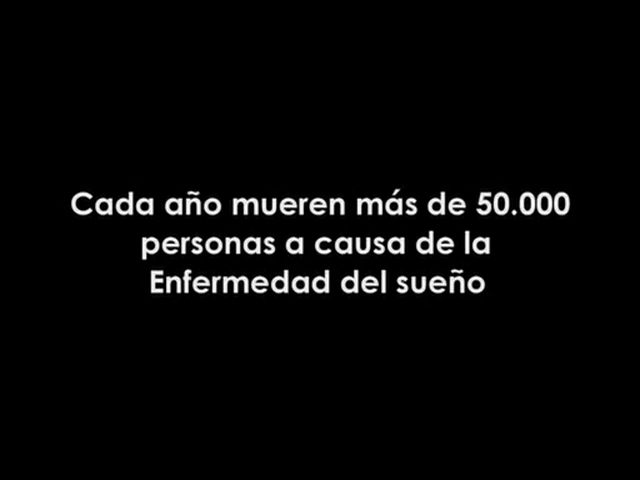 Cada año mueren más de 50.000
personas a causa de la
Enfermedad del sueño